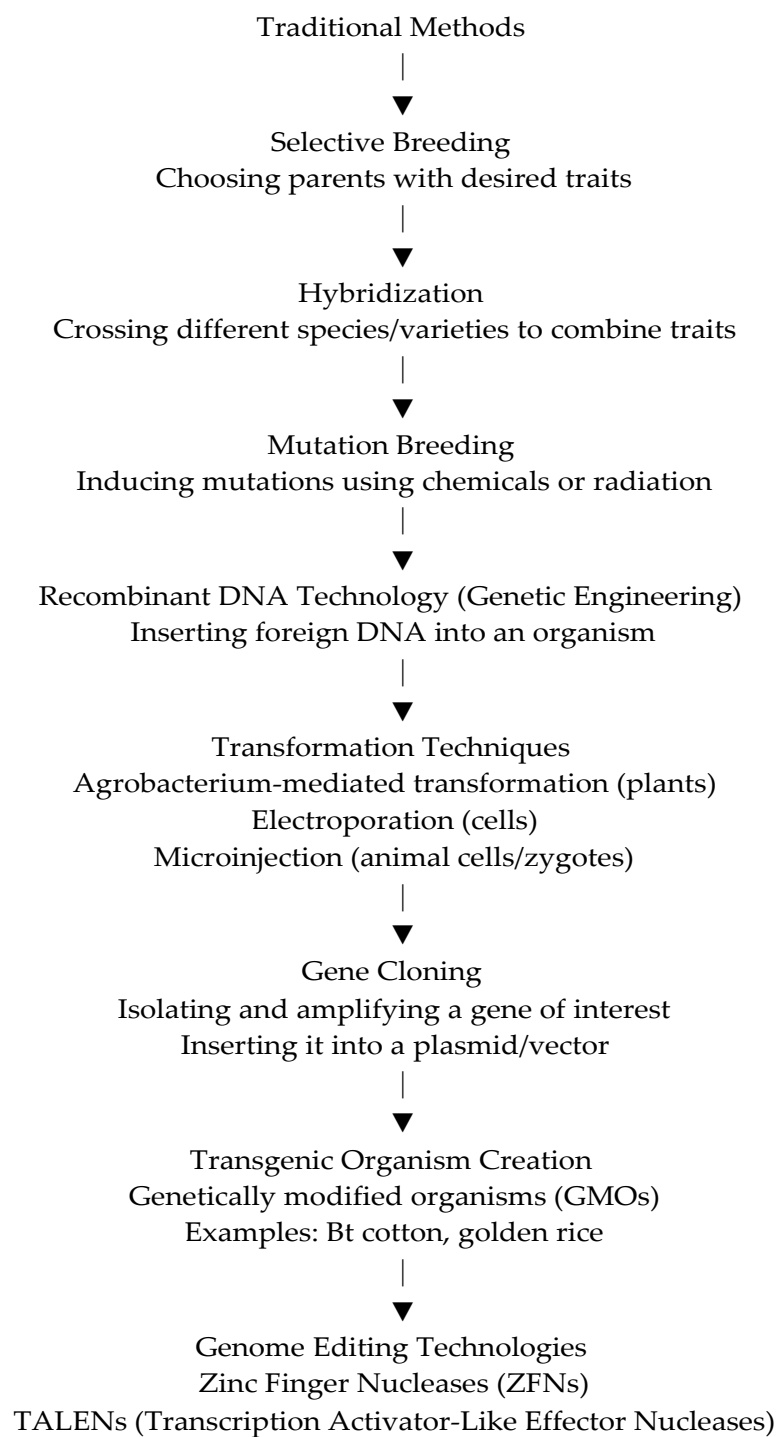 Traditional Methods
|
▼
Selective Breeding
Choosing parents with desired traits
|
▼
Hybridization
Crossing different species/varieties to combine traits
|
▼
Mutation Breeding
Inducing mutations using chemicals or radiation
|
▼
Recombinant DNA Technology (Genetic Engineering)
Inserting foreign DNA into an organism
|
▼
Transformation Techniques
Agrobacterium-mediated transformation (plants)
Electroporation (cells)
Microinjection (animal cells/zygotes)
|
▼
Gene Cloning
Isolating and amplifying a gene of interest
Inserting it into a plasmid/vector
|
▼
Transgenic Organism Creation
Genetically modified organisms (GMOs)
Examples: Bt cotton, golden rice
|
▼
Genome Editing Technologies
Zinc Finger Nucleases (ZFNs)
TALENs (Transcription Activator-Like Effector Nucleases)